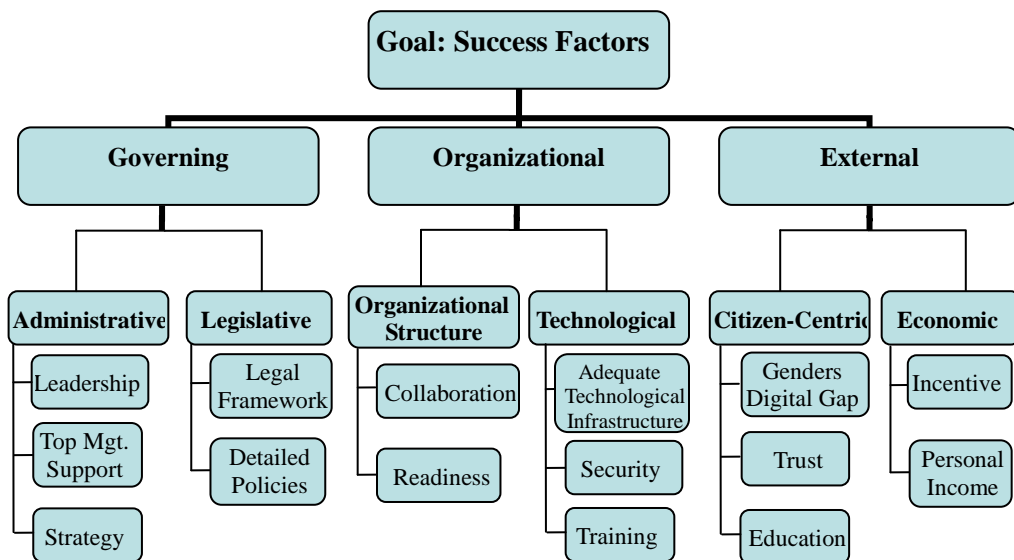 Goal: Success Factors
Governing
Organizational
External
Administrative
Legislative
Organizational
Structure
Technological
Citizen-Centric
Economic
Leadership
Top Mgt.
Support
Strategy
Legal
Framework
Detailed
Policies
Collaboration
Readiness
Adequate
Technological
Infrastructure
Security
Training
Genders
Digital Gap
Trust
Education
Incentive
Personal
Income